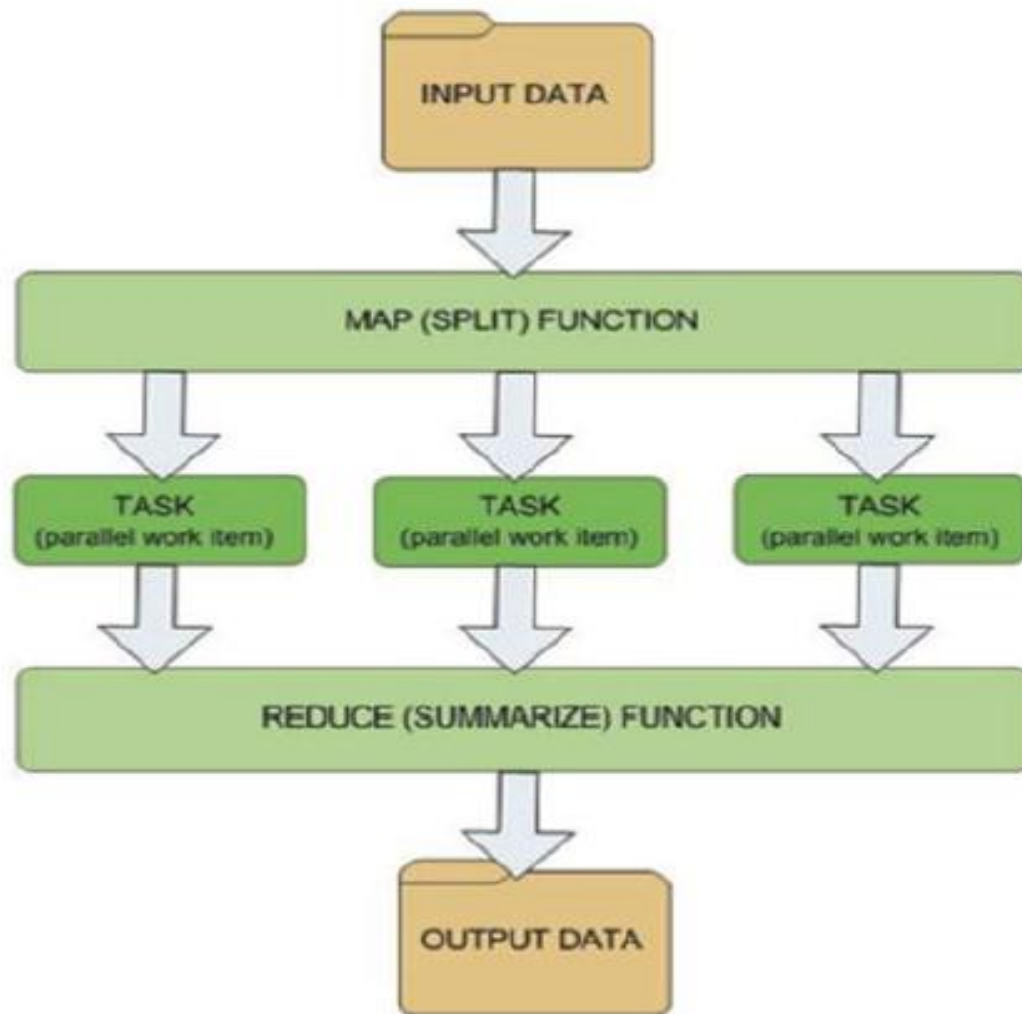 INPUT DATA
MAP (SPLIT) FUNCTION
TASK
(parallel work item)
TASK
(parallel work item)
TASK
(parallel work item)
REDUCE (SUMMARIZE) FUNCTION
OUTPUT DATA